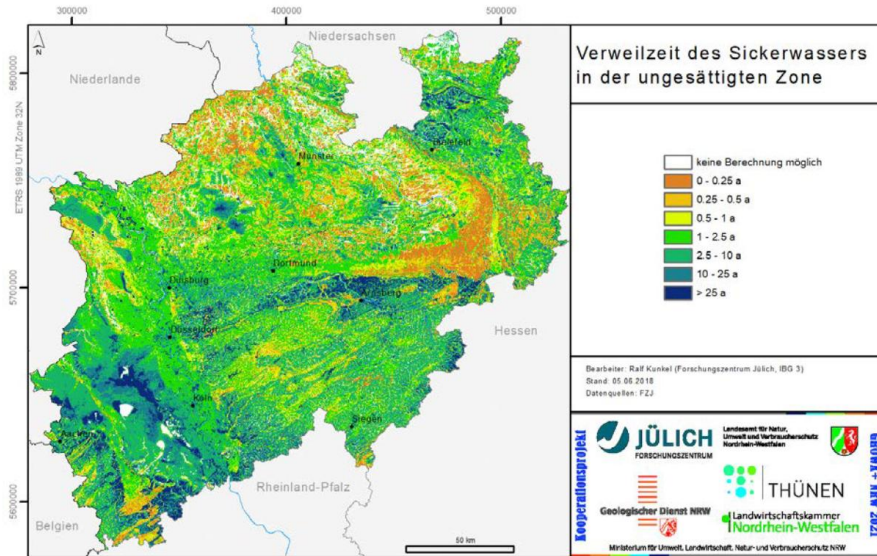 300000
400000
500000
5800000
5700000
5600000
ETRS 1989 UTM Zone 32N
N
Niedersachsen
Niederlande
Bielefeld
Münster
Dortmund
Duisburg
Arnsberg
Düsseldorf
Hessen
Köln
Siegen
Aachen
Rheinland-Pfalz
Belgien
50 km
Verweilzeit des Sickerwassers
in der ungesättigten Zone
keine Berechnung möglich
0 - 0.25 a
0.25 - 0.5 a
0.5 - 1 a
1 - 2.5 a
2.5 - 10 a
10 - 25 a
> 25 a
Bearbeiter: Ralf Kunkel (Forschungszentrum Jülich, IBG 3)
Stand: 05.06.2018
Datenquellen: FZJ
Kooperationsprojekt
JÜLICH
FORSCHUNGSZENTRUM
Landesamt für Natur,
Umwelt und Verbraucherschutz
Nordrhein-Westfalen
THÜNEN
Geologischer Dienst NRW
Landwirtschaftskammer
Nordrhein-Westfalen
GROWA+ NRW 2021
Ministerium für Umwelt, Landwirtschaft, Natur- und Verbraucherschutz NRW